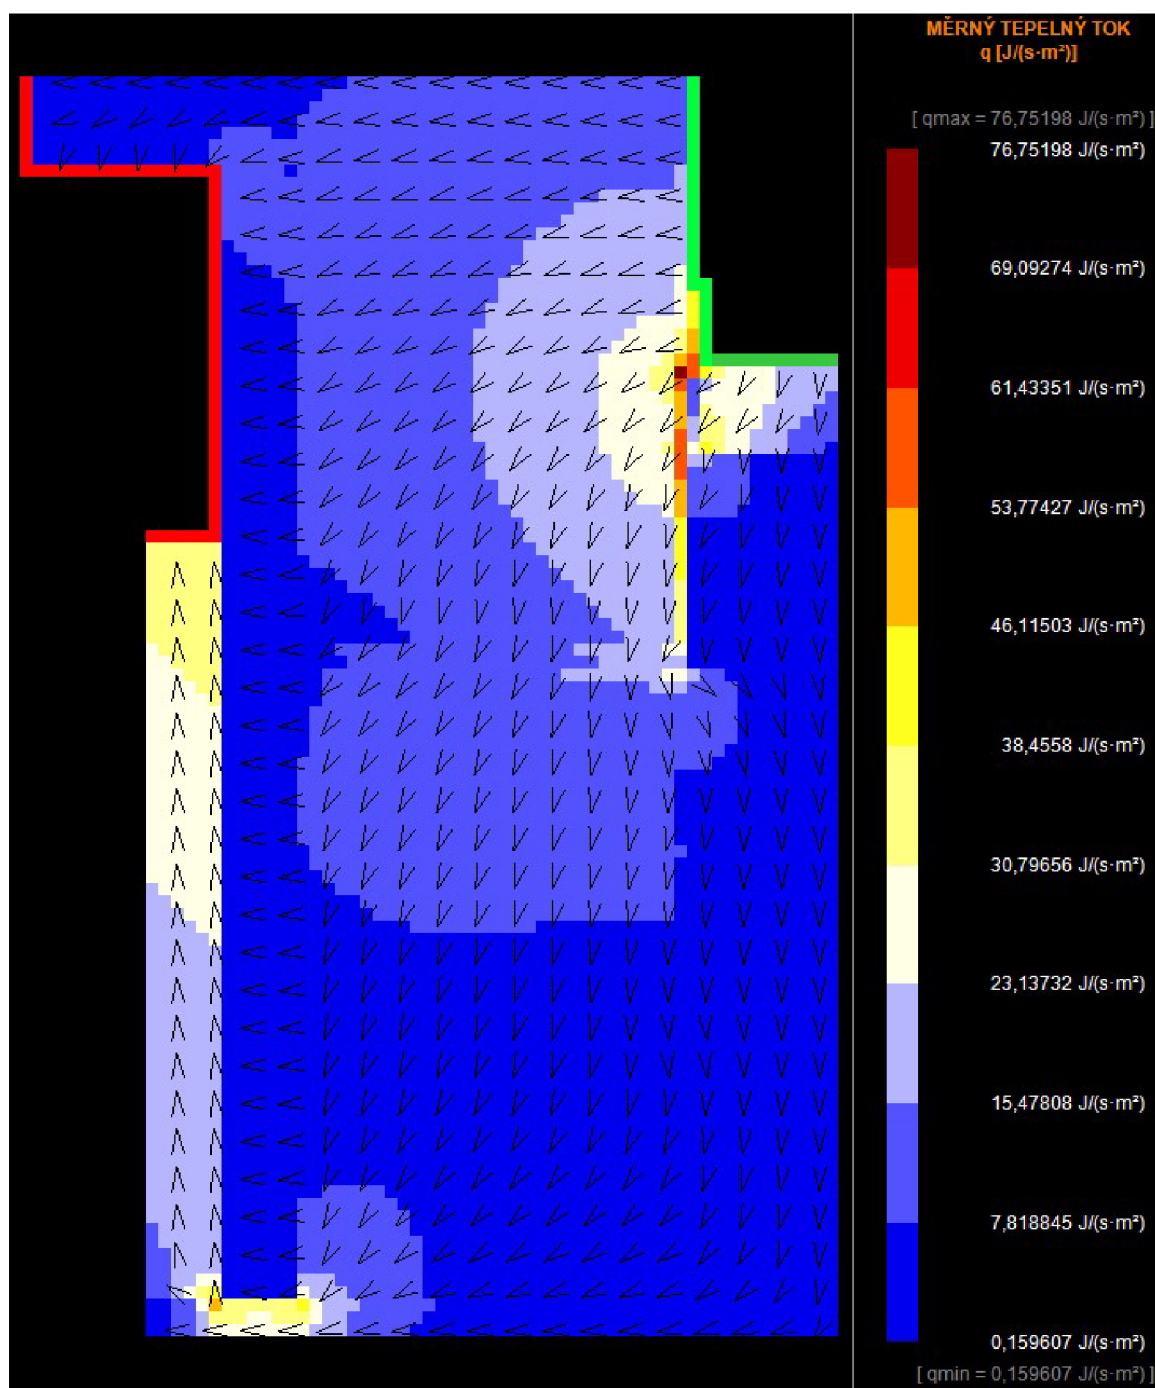 MĚRNÝ TEPELNÝ TOK
q [J/(s·m²)]
[ qmax = 76,75198 J/(s·m²) ]
76,75198 J/(s·m²)
69,09274 J/(s·m²)
61,43351 J/(s·m²)
53,77427 J/(s·m²)
46,11503 J/(s·m²)
38,4558 J/(s·m²)
30,79656 J/(s·m²)
23,13732 J/(s·m²)
15,47808 J/(s·m²)
7,818845 J/(s·m²)
0,159607 J/(s·m²)
[ qmin = 0,159607 J/(s·m²) ]